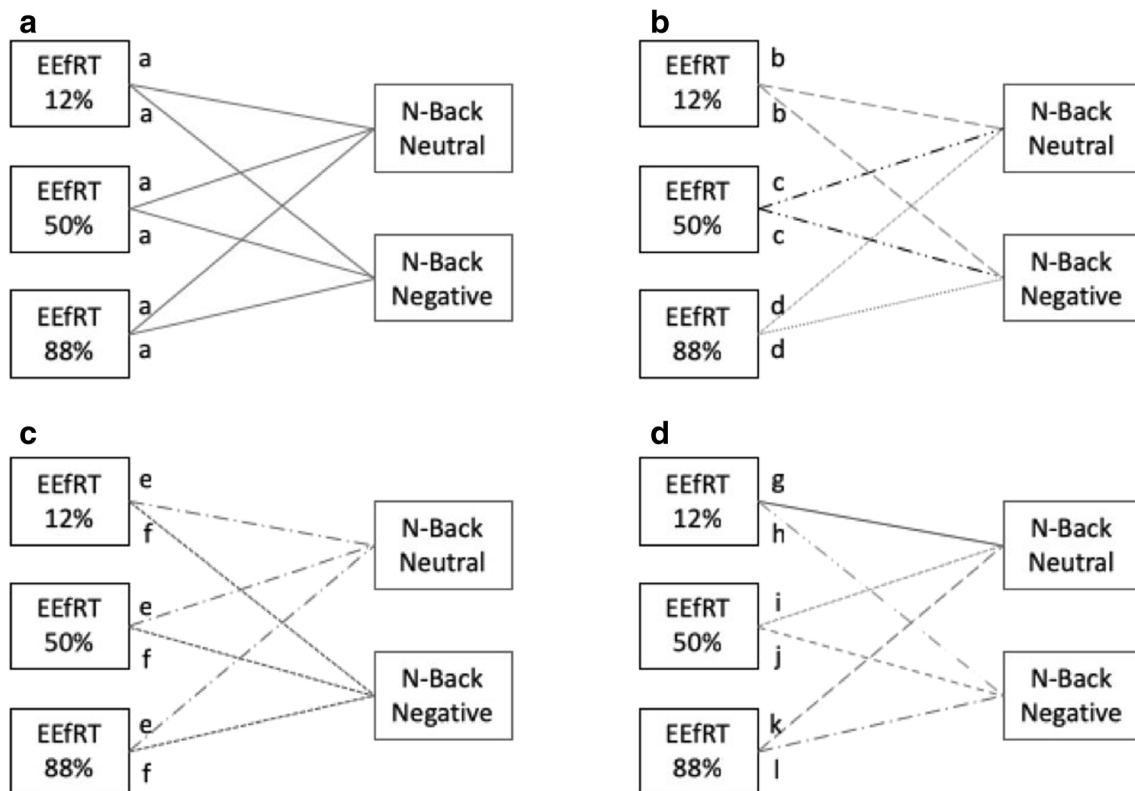 a
EEfRT
12%
a
a
EEfRT
50%
a
a
EEfRT
88%
a
a
N-Back
Neutral
N-Back
Negative
b
EEfRT
12%
b
b
EEfRT
50%
c
c
EEfRT
88%
d
d
N-Back
Neutral
N-Back
Negative
c
EEfRT
12%
e
f
EEfRT
50%
e
f
EEfRT
88%
e
f
N-Back
Neutral
N-Back
Negative
d
EEfRT
12%
g
h
EEfRT
50%
i
j
EEfRT
88%
k
l
N-Back
Neutral
N-Back
Negative